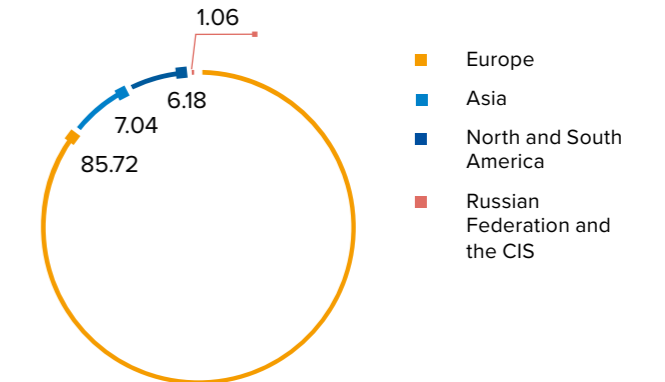 1.06
6.18
7.04
85.72
Europe
Asia
North and South
America
Russian
Federation and
the CIS